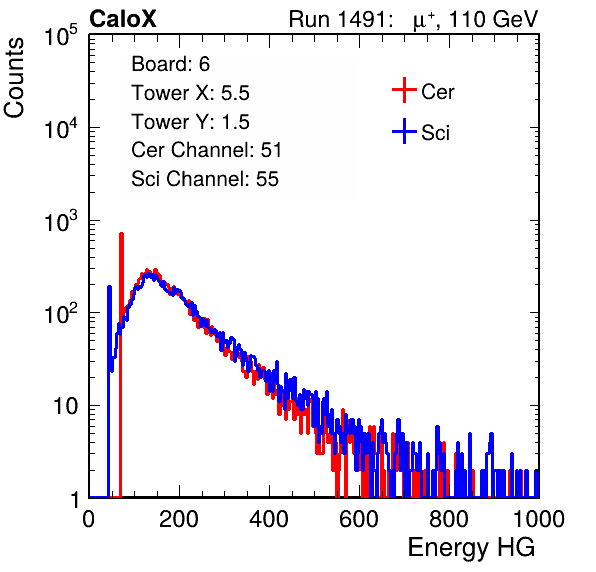 CaloX Run 1491: μ⁺, 110 GeV
Board: 6
Tower X: 5.5
Tower Y: 1.5
Cer Channel: 51
Sci Channel: 55
Cer
Sci
Counts
10⁵
10⁴
10³
10²
10
1
0 200 400 600 800 1000
Energy HG